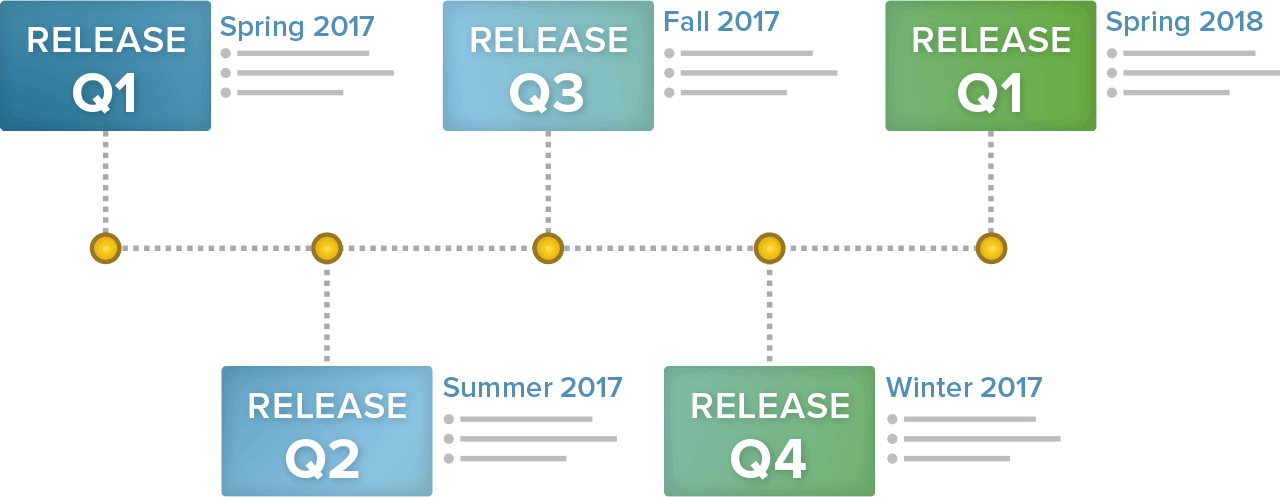 RELEASE
Q1
Spring 2017
RELEASE
Q3
Fall 2017
RELEASE
Q1
Spring 2018
RELEASE
Q2
Summer 2017
RELEASE
Q4
Winter 2017